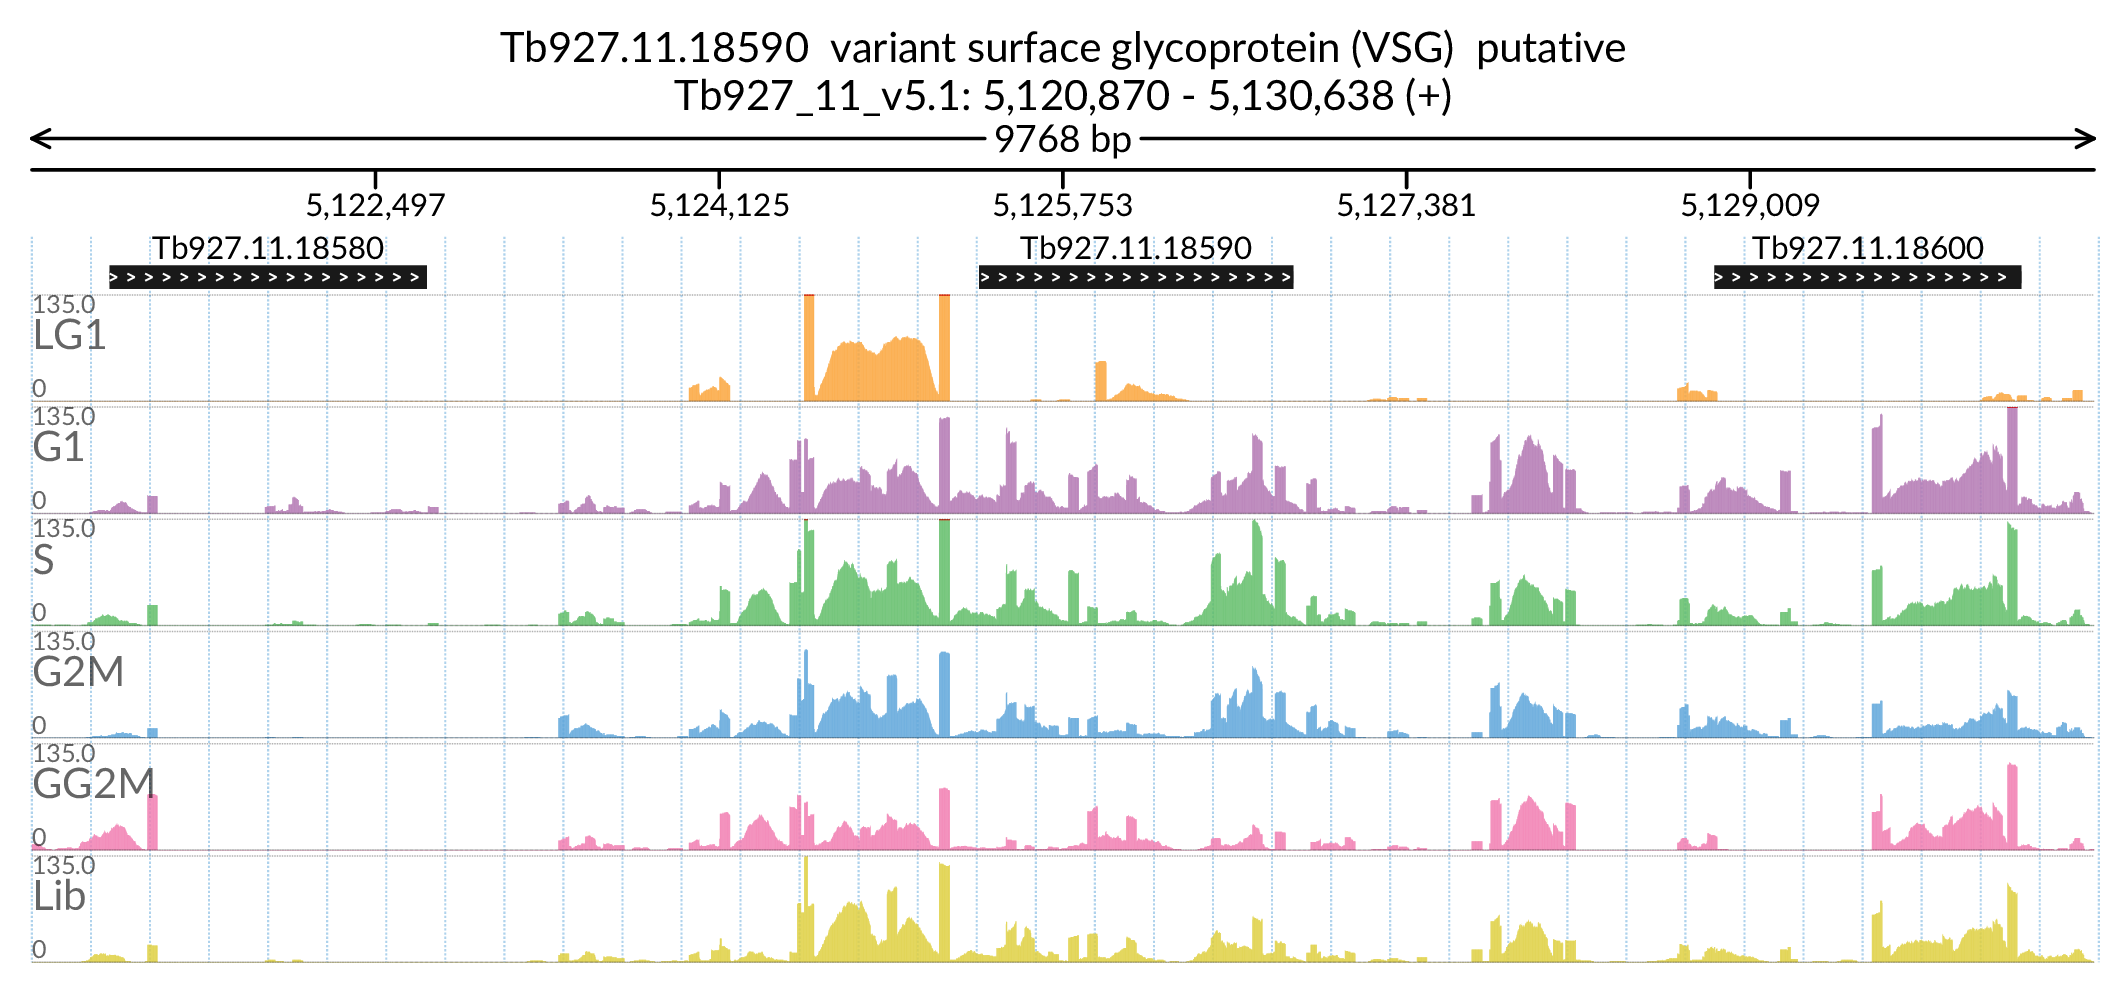 Tb927.11.18590 variant surface glycoprotein (VSG) putative
Tb927_11_v5.1: 5,120,870 - 5,130,638 (+)
9768 bp
5,122,497 5,124,125 5,125,753 5,127,381 5,129,009
Tb927.11.18580 Tb927.11.18590 Tb927.11.18600
135.0
LG1
0
135.0
G1
0
135.0
S
0
135.0
G2M
0
135.0
GG2M
0
135.0
Lib
0